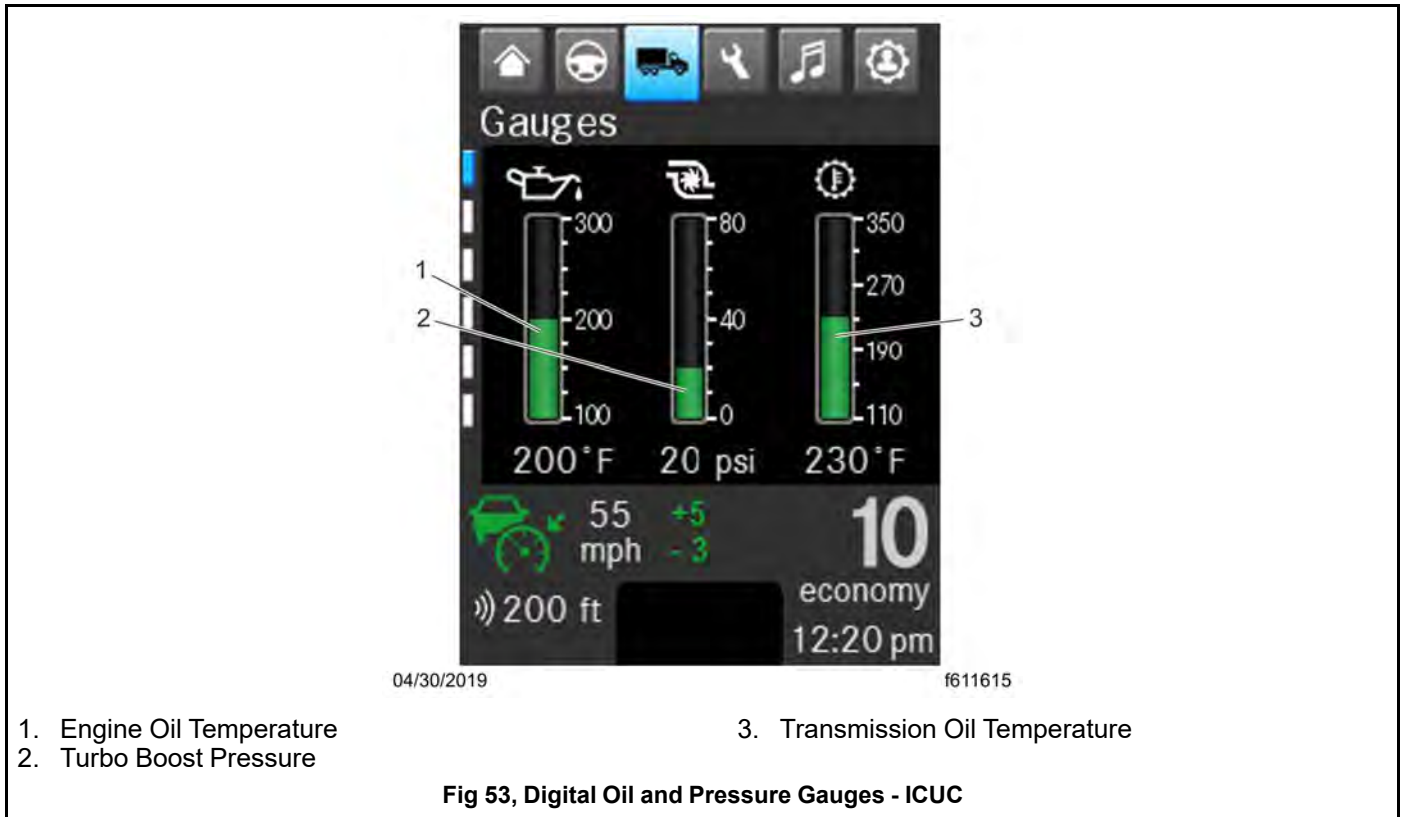 Gauges
300 80 350
270
1
2 200 40 3
190
100 0 110
200°F 20 psi 230°F
55 +5 10
mph - 3
economy
200 ft
12:20 pm
04/30/2019 f611615
1. Engine Oil Temperature 3. Transmission Oil Temperature
2. Turbo Boost Pressure
Fig 53, Digital Oil and Pressure Gauges - ICUC